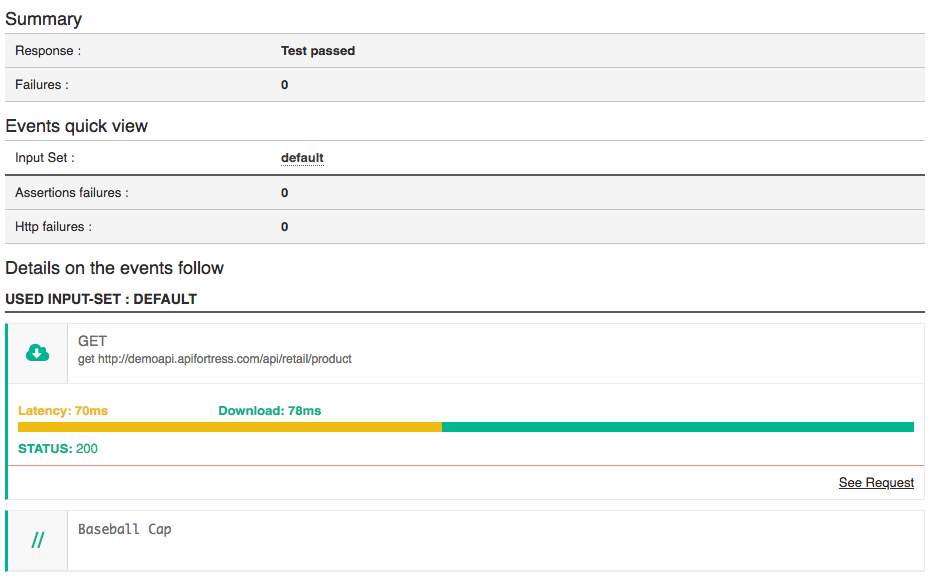 Summary
Response : Test passed
Failures : 0
Events quick view
Input Set : default
Assertions failures : 0
Http failures : 0
Details on the events follow
USED INPUT-SET : DEFAULT
GET
get http://demoapi.apifortress.com/api/retail/product
Latency: 70ms Download: 78ms
STATUS: 200
See Request
// Baseball Cap